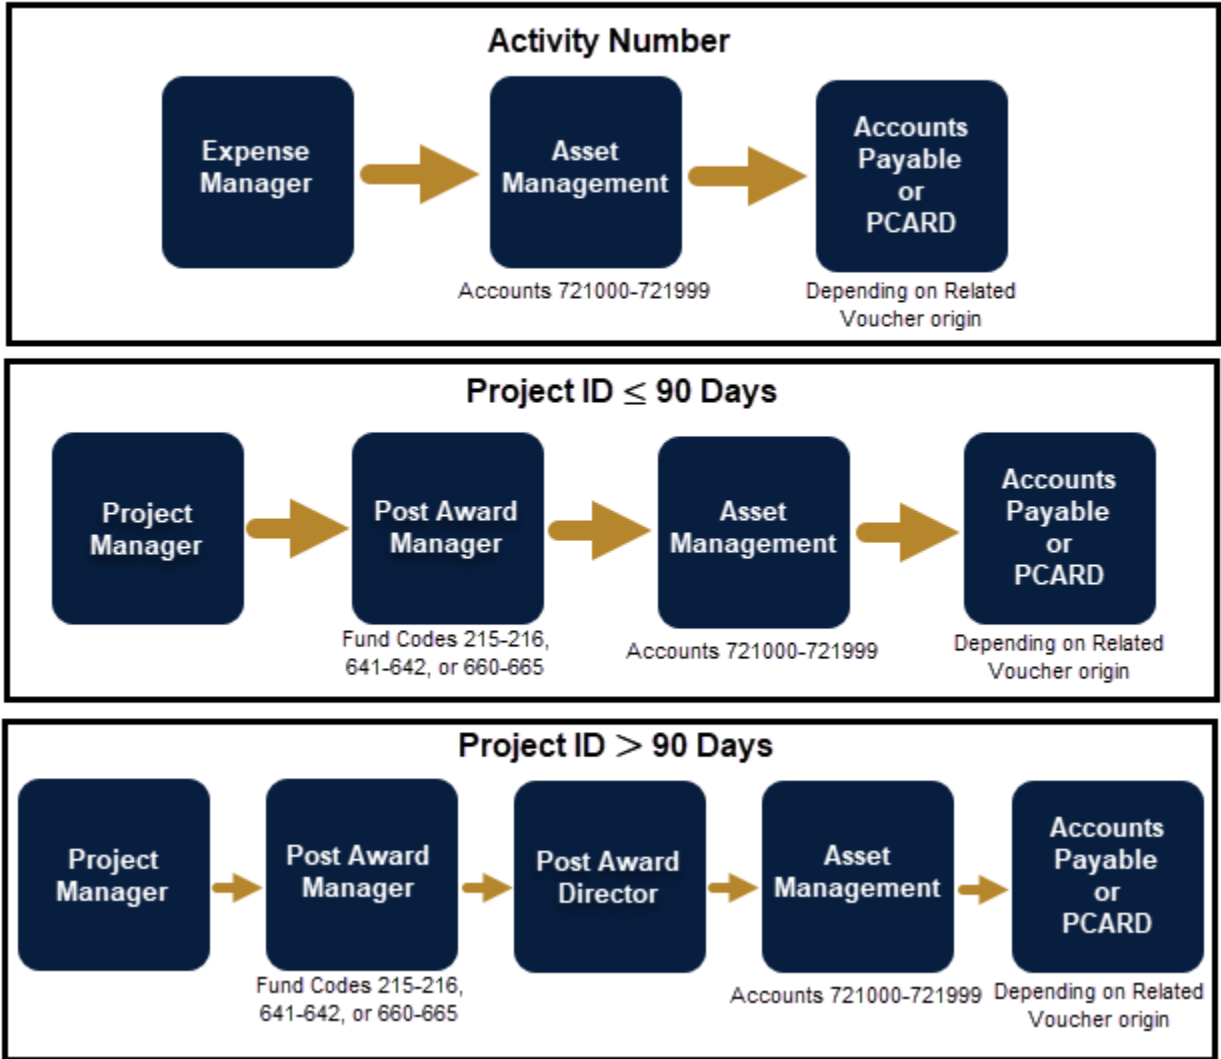 Activity Number
Expense
Manager
Asset
Management
Accounts
Payable
or
PCARD
Accounts 721000-721999
Depending on Related
Voucher origin
Project ID ≤ 90 Days
Project
Manager
Post Award
Manager
Asset
Management
Accounts
Payable
or
PCARD
Fund Codes 215-216,
641-642, or 660-665
Accounts 721000-721999
Depending on Related
Voucher origin
Project ID > 90 Days
Project
Manager
Post Award
Manager
Post Award
Director
Asset
Management
Accounts
Payable
or
PCARD
Fund Codes 215-216,
641-642, or 660-665
Accounts 721000-721999
Depending on Related
Voucher origin